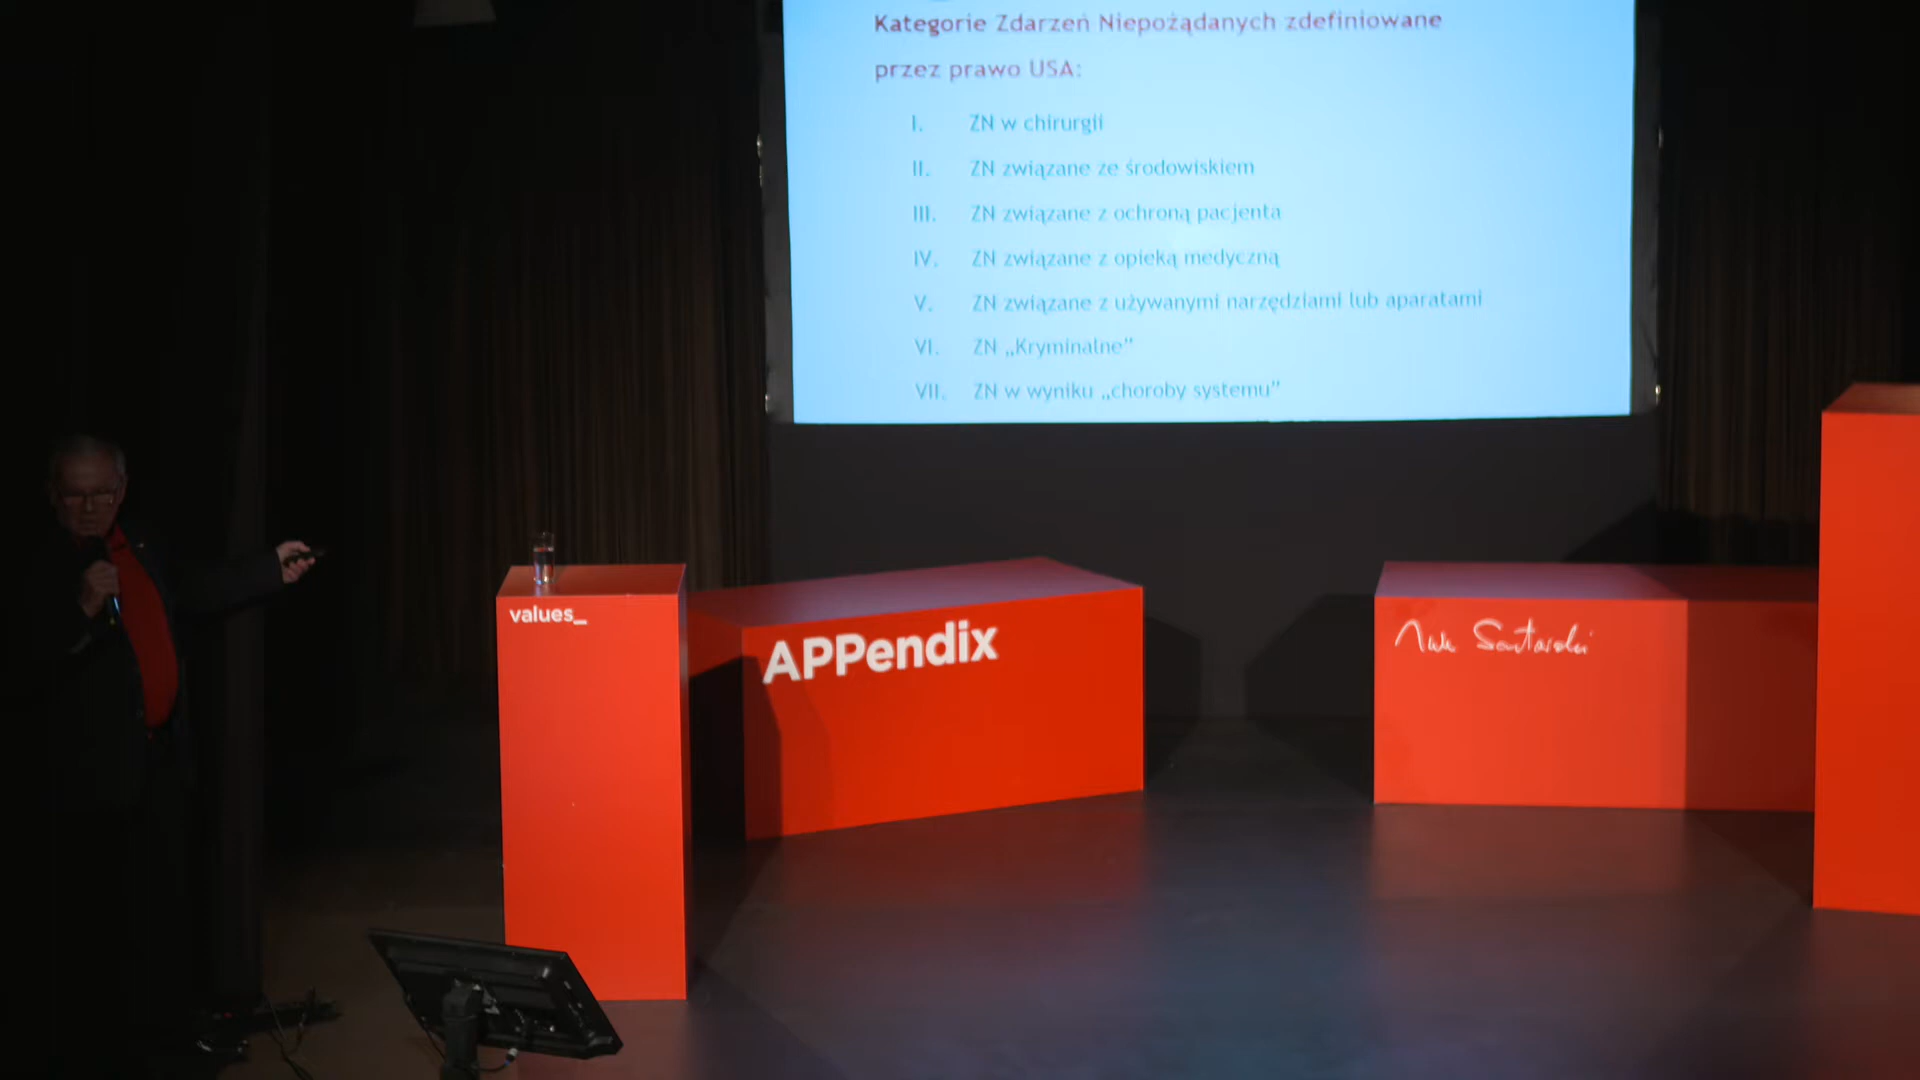 Kategorie Zdarzeń Niepożądanych zdefiniowane
przez prawo USA:
I. ZN w chirurgii
II. ZN związane ze środowiskiem
III. ZN związane z ochroną pacjenta
IV. ZN związane z opieką medyczną
V. ZN związane z używanymi narzędziami lub aparatami
VI. ZN „Kryminalne”
VII. ZN w wyniku „choroby systemu”
values_
APPendix
Santorski